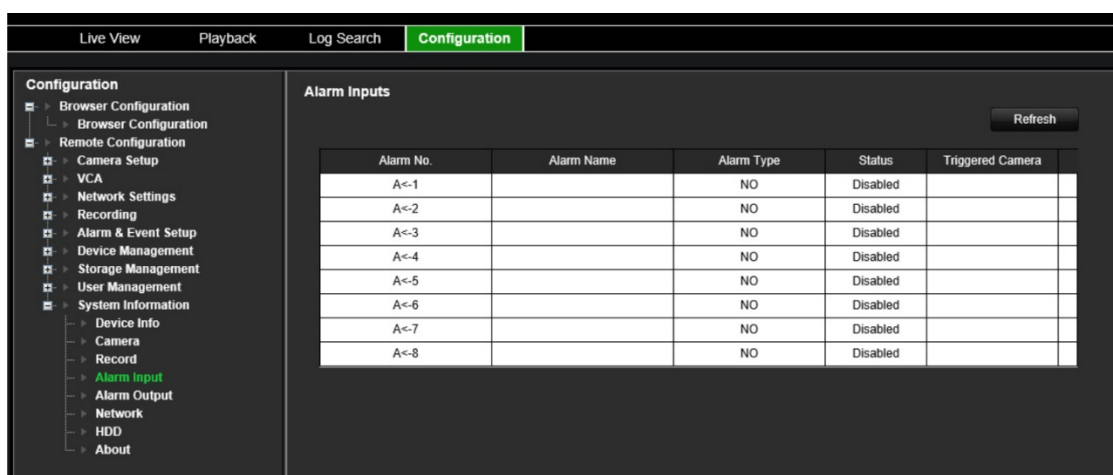 Live View Playback Log Search Configuration
Configuration
Browser Configuration
Browser Configuration
Remote Configuration
Camera Setup
VCA
Network Settings
Recording
Alarm & Event Setup
Device Management
Storage Management
User Management
System Information
Device Info
Camera
Record
Alarm Input
Alarm Output
Network
HDD
About
Alarm Inputs
Refresh
Alarm No. Alarm Name Alarm Type Status Triggered Camera
A<-1 NO Disabled
A<-2 NO Disabled
A<-3 NO Disabled
A<-4 NO Disabled
A<-5 NO Disabled
A<-6 NO Disabled
A<-7 NO Disabled
A<-8 NO Disabled